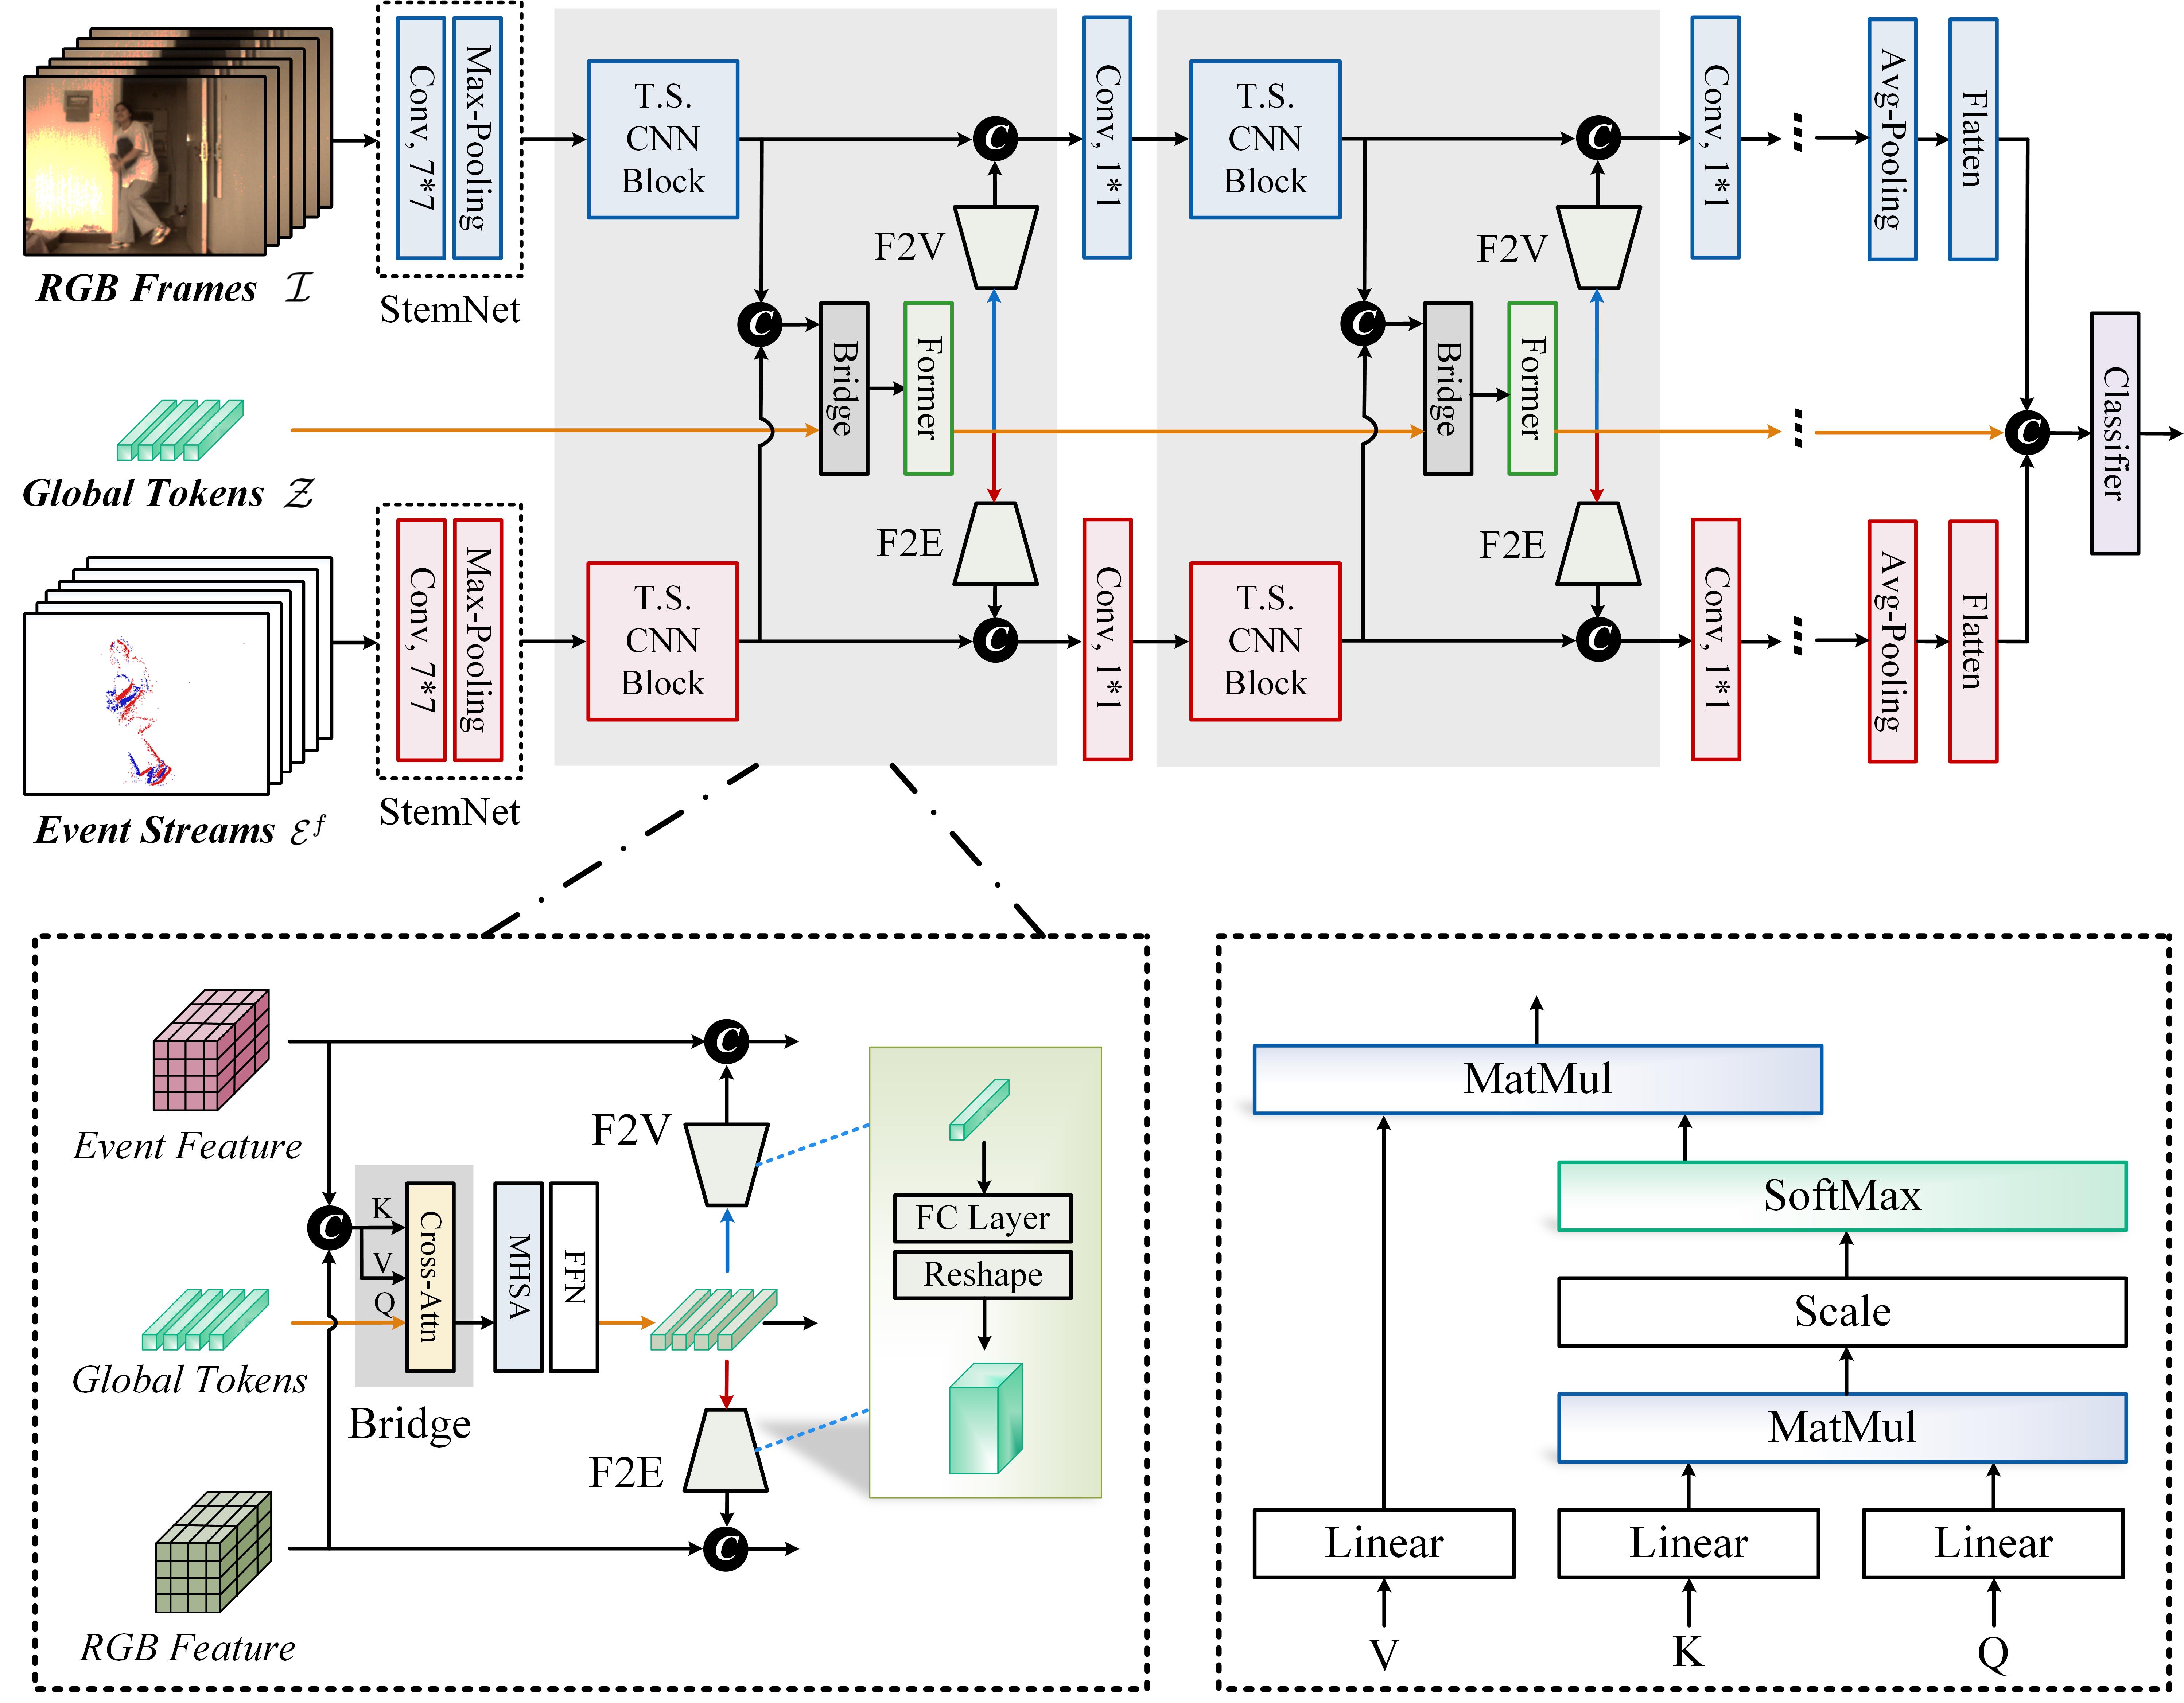 RGB Frames ℐ
Conv, 7*7
Max-Pooling
StemNet
T.S.
CNN
Block
C
F2V
C
Bridge
Former
Conv, 1*1
T.S.
CNN
Block
C
F2V
C
Bridge
Former
Conv, 1*1
Avg-Pooling
Flatten
Global Tokens 𝒵
C
Classifier
Event Streams ℰᶠ
Conv, 7*7
Max-Pooling
StemNet
T.S.
CNN
Block
F2E
C
Conv, 1*1
T.S.
CNN
Block
F2E
C
Conv, 1*1
Avg-Pooling
Flatten
Event Feature
Global Tokens
RGB Feature
C
K
V
Q
Cross-Attn
Bridge
MHSA
FFN
C
F2V
F2E
C
FC Layer
Reshape
MatMul
SoftMax
Scale
MatMul
Linear
Linear
Linear
V
K
Q